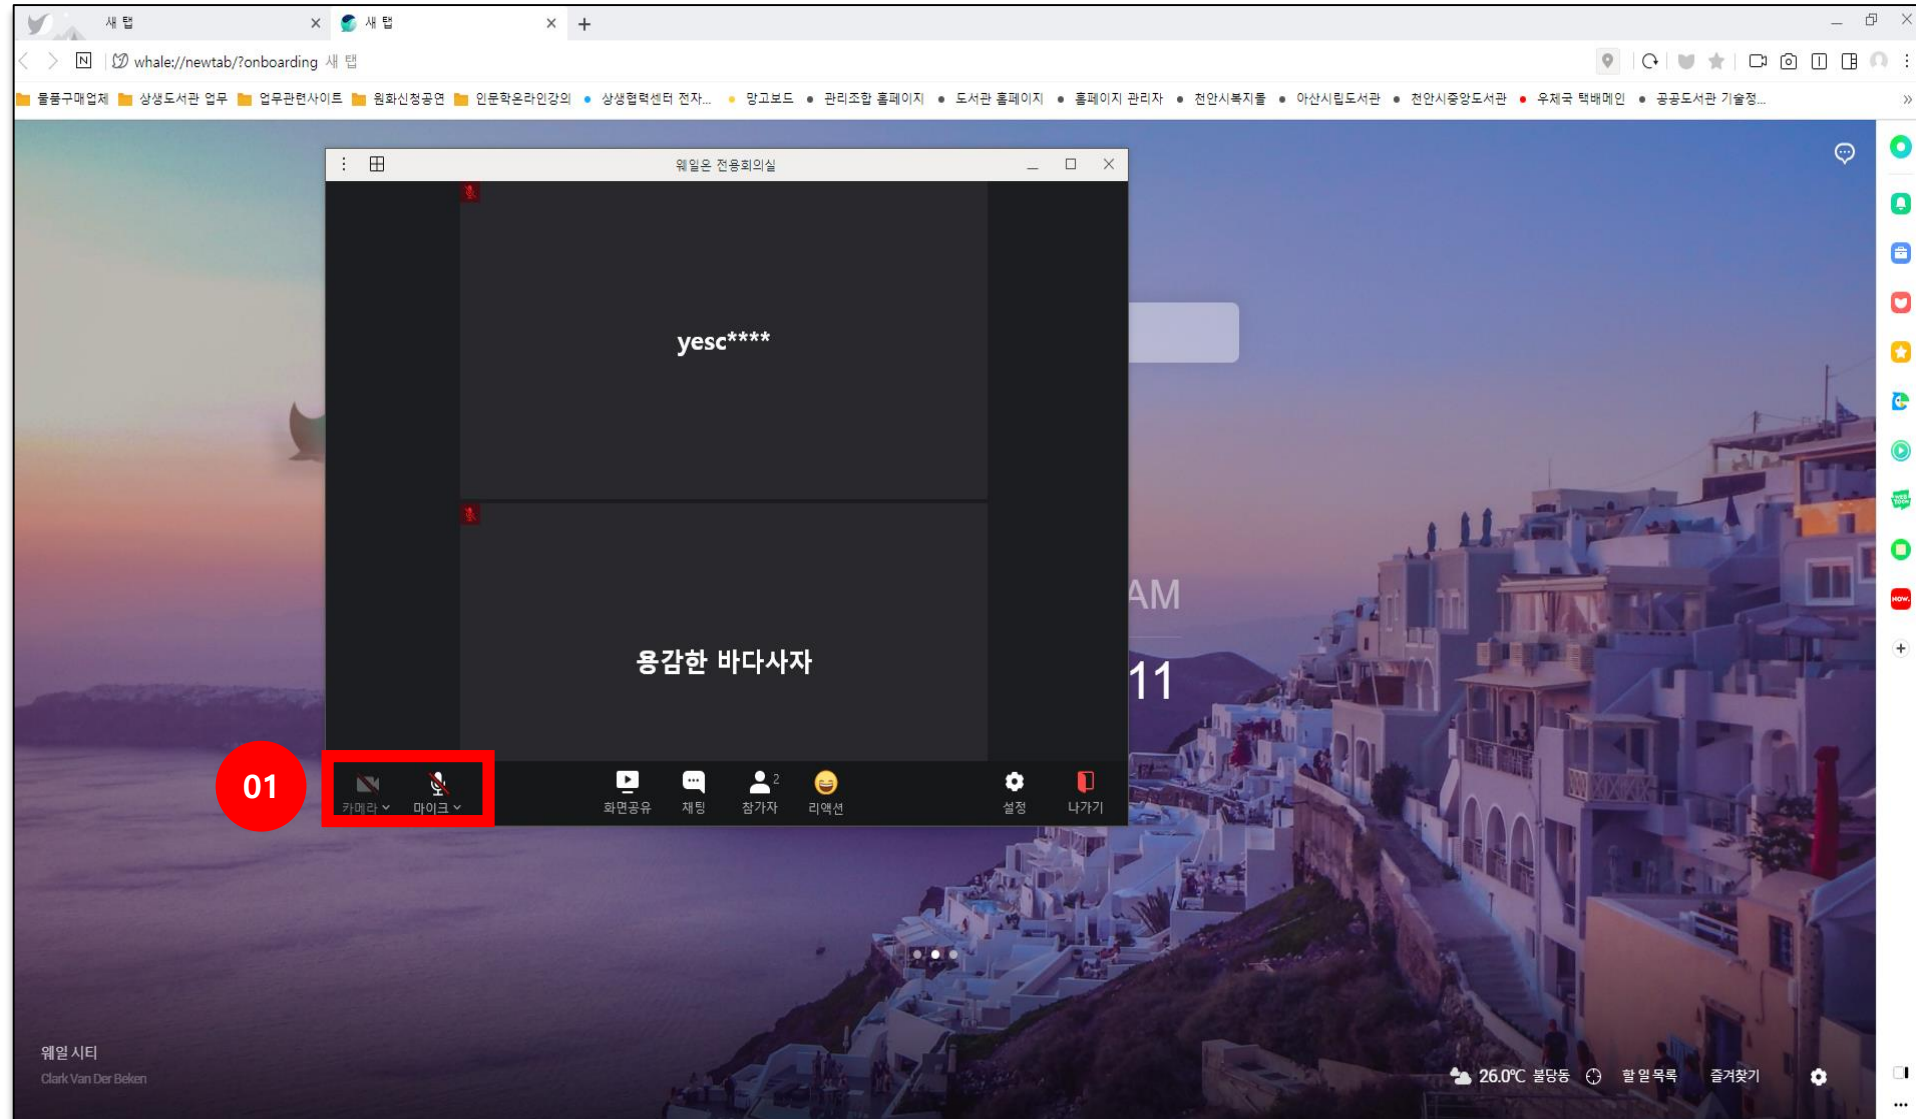 새 탭
새 탭
whale://newtab/?onboarding 새 탭
물품구매업체 상생도서관 업무 업무관련사이트 원화신청공연 인문학온라인강의 상생협력센터 전자... 망고보드 관리조합 홈페이지 도서관 홈페이지 홈페이지 관리자 천안시복지몰 아산시립도서관 천안시중앙도서관 우체국 택배메인 공공도서관 기술정...
웨일온 전용회의실
yesc****
용감한 바다사자
AM
11
01
카메라 마이크 화면공유 채팅 참가자 2 리액션 설정 나가기
웨일 시티
Clark Van Der Beken
26.0℃ 불당동 할 일 목록 즐겨찾기
NOW.